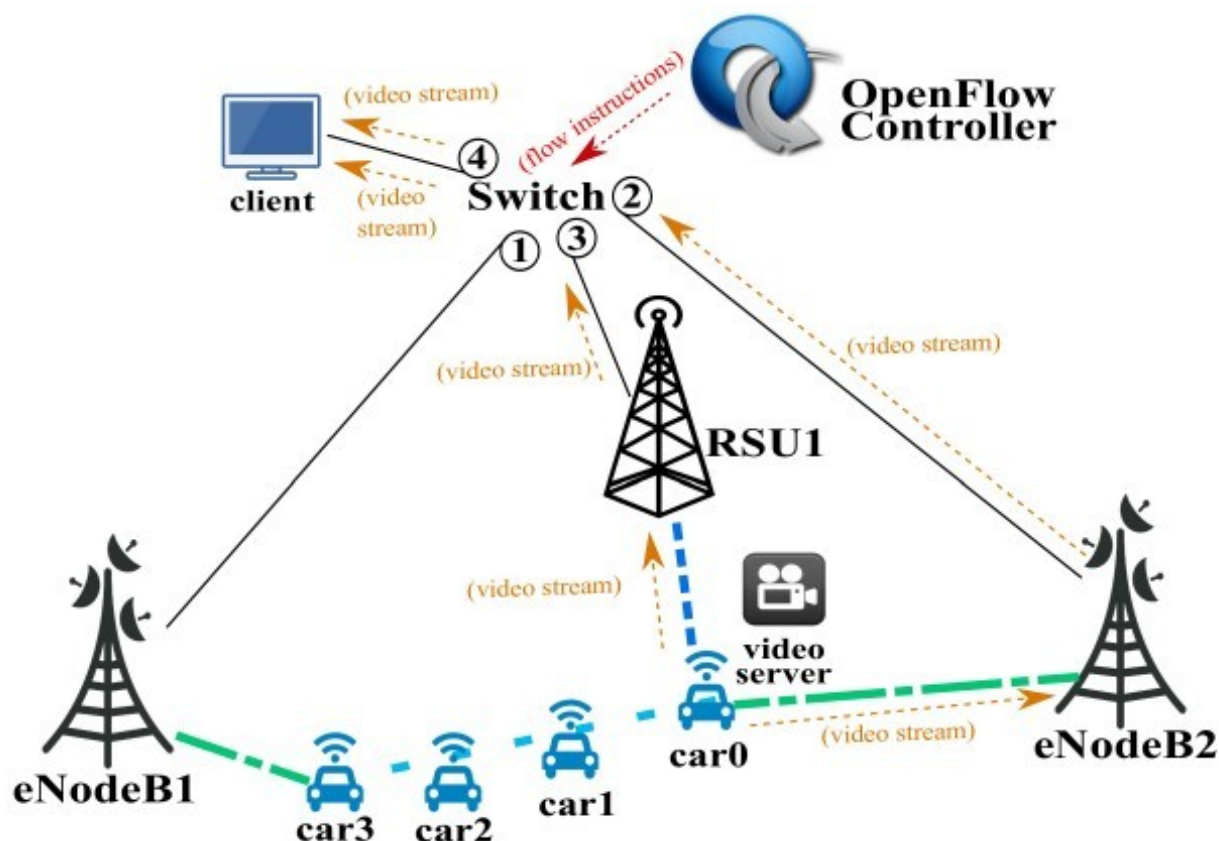 OpenFlow
Controller
(flow instructions)
(video stream)
client
4
(video
stream)
Switch
2
1
3
(video stream)
(video stream)
RSU1
(video stream)
video
server
eNodeB1
car3
car2
car1
car0
(video stream)
eNodeB2